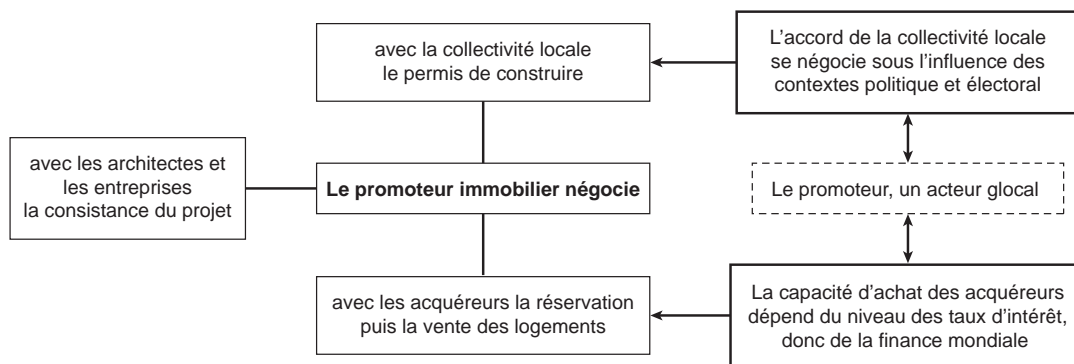 avec la collectivité locale
le permis de construire
L’accord de la collectivité locale
se négocie sous l’influence des
contextes politique et électoral
avec les architectes et
les entreprises
la consistance du projet
Le promoteur immobilier négocie
Le promoteur, un acteur glocal
avec les acquéreurs la réservation
puis la vente des logements
La capacité d’achat des acquéreurs
dépend du niveau des taux d’intérêt,
donc de la finance mondiale